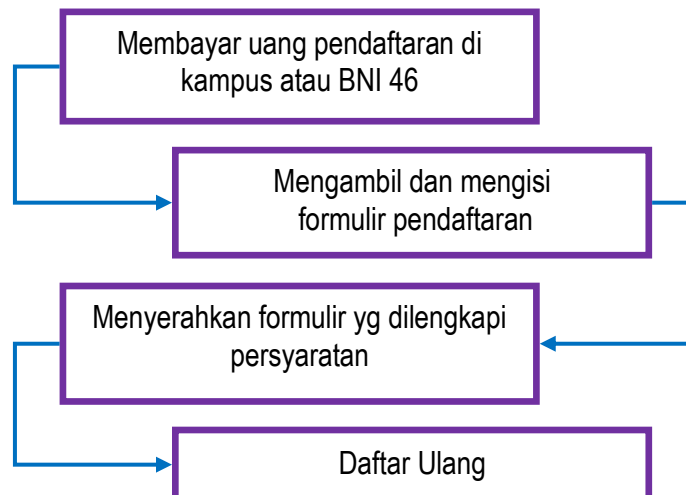 Membayar uang pendaftaran di
kampus atau BNI 46
Mengambil dan mengisi
formulir pendaftaran
Menyerahkan formulir yg dilengkapi
persyaratan
Daftar Ulang